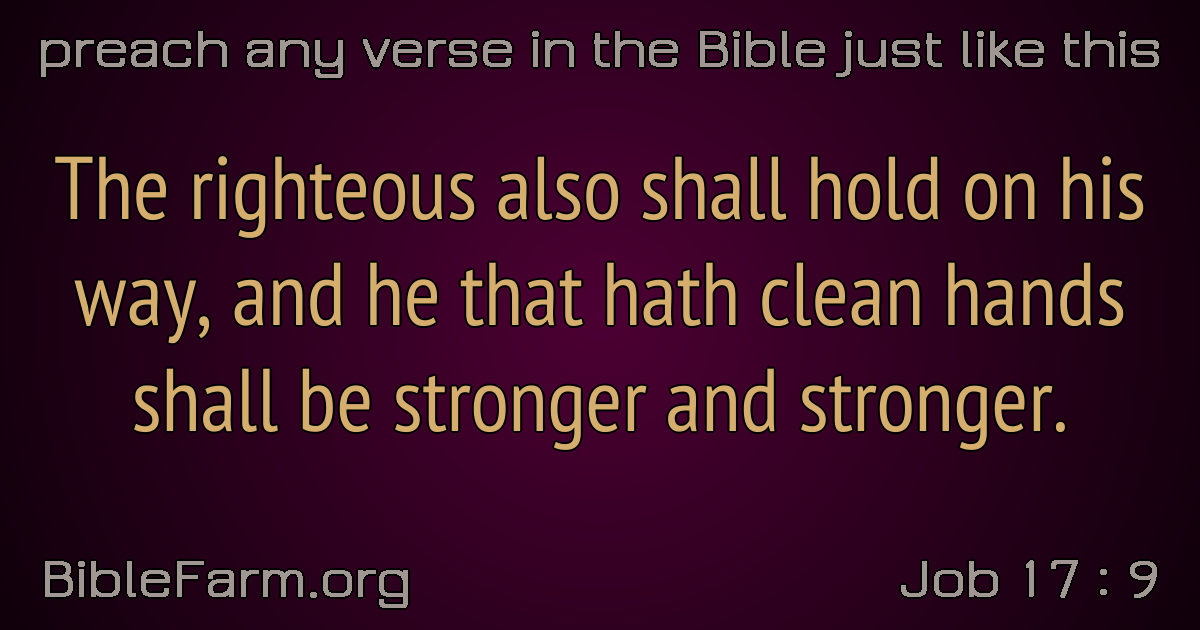 preach any verse in the Bible just like this
The righteous also shall hold on his
way, and he that hath clean hands
shall be stronger and stronger.
BibleFarm.org
Job 17 : 9